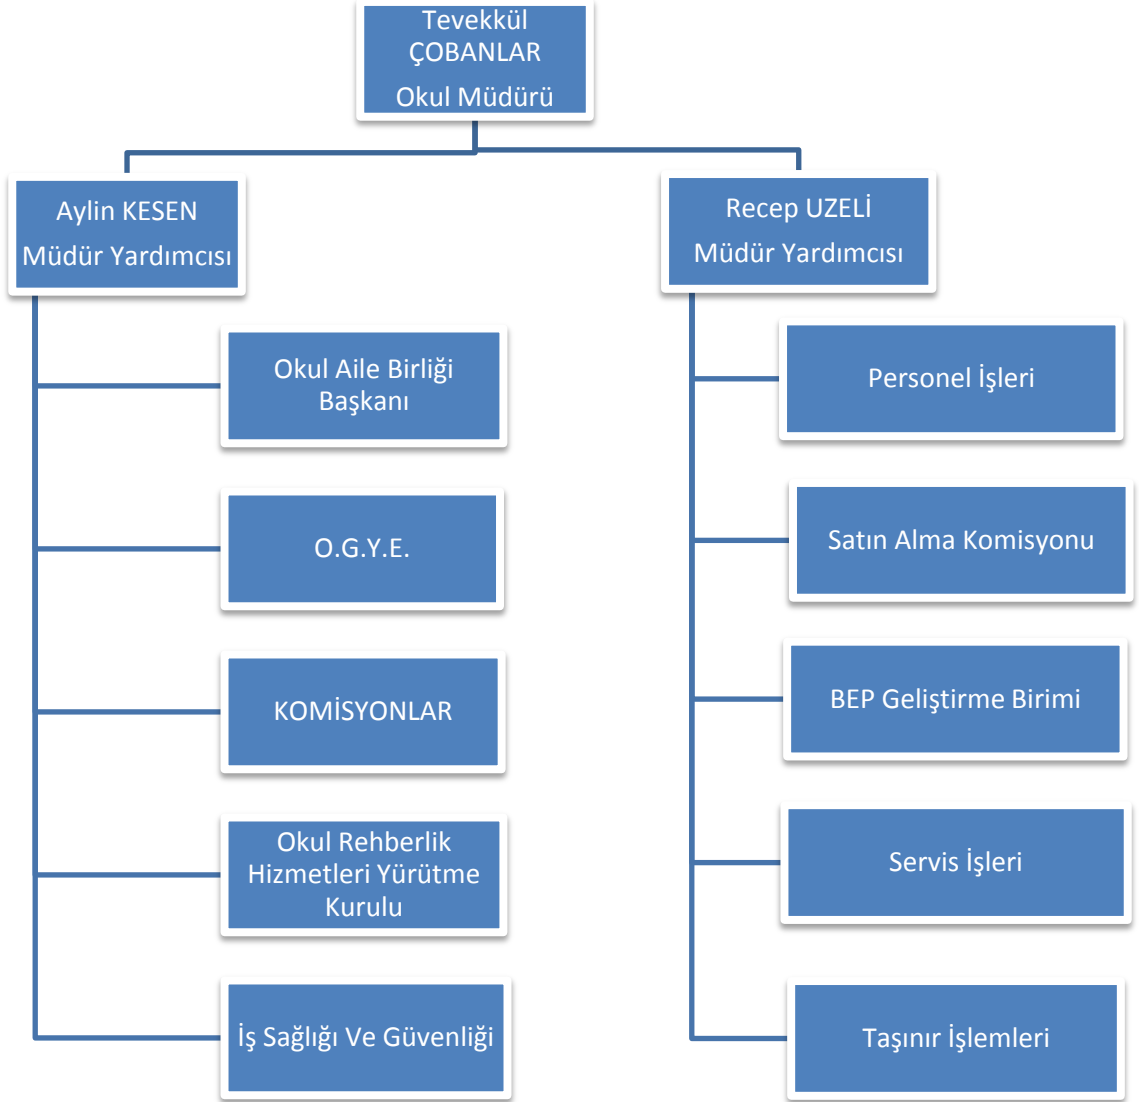 Tevekkül
ÇOBANLAR
Okul Müdürü
Aylin KESEN
Müdür Yardımcısı
Recep UZELİ
Müdür Yardımcısı
Okul Aile Birliği
Başkanı
O.G.Y.E.
KOMİSYONLAR
Okul Rehberlik
Hizmetleri Yürütme
Kurulu
İş Sağlığı Ve Güvenliği
Personel İşleri
Satın Alma Komisyonu
BEP Geliştirme Birimi
Servis İşleri
Taşınır İşlemleri